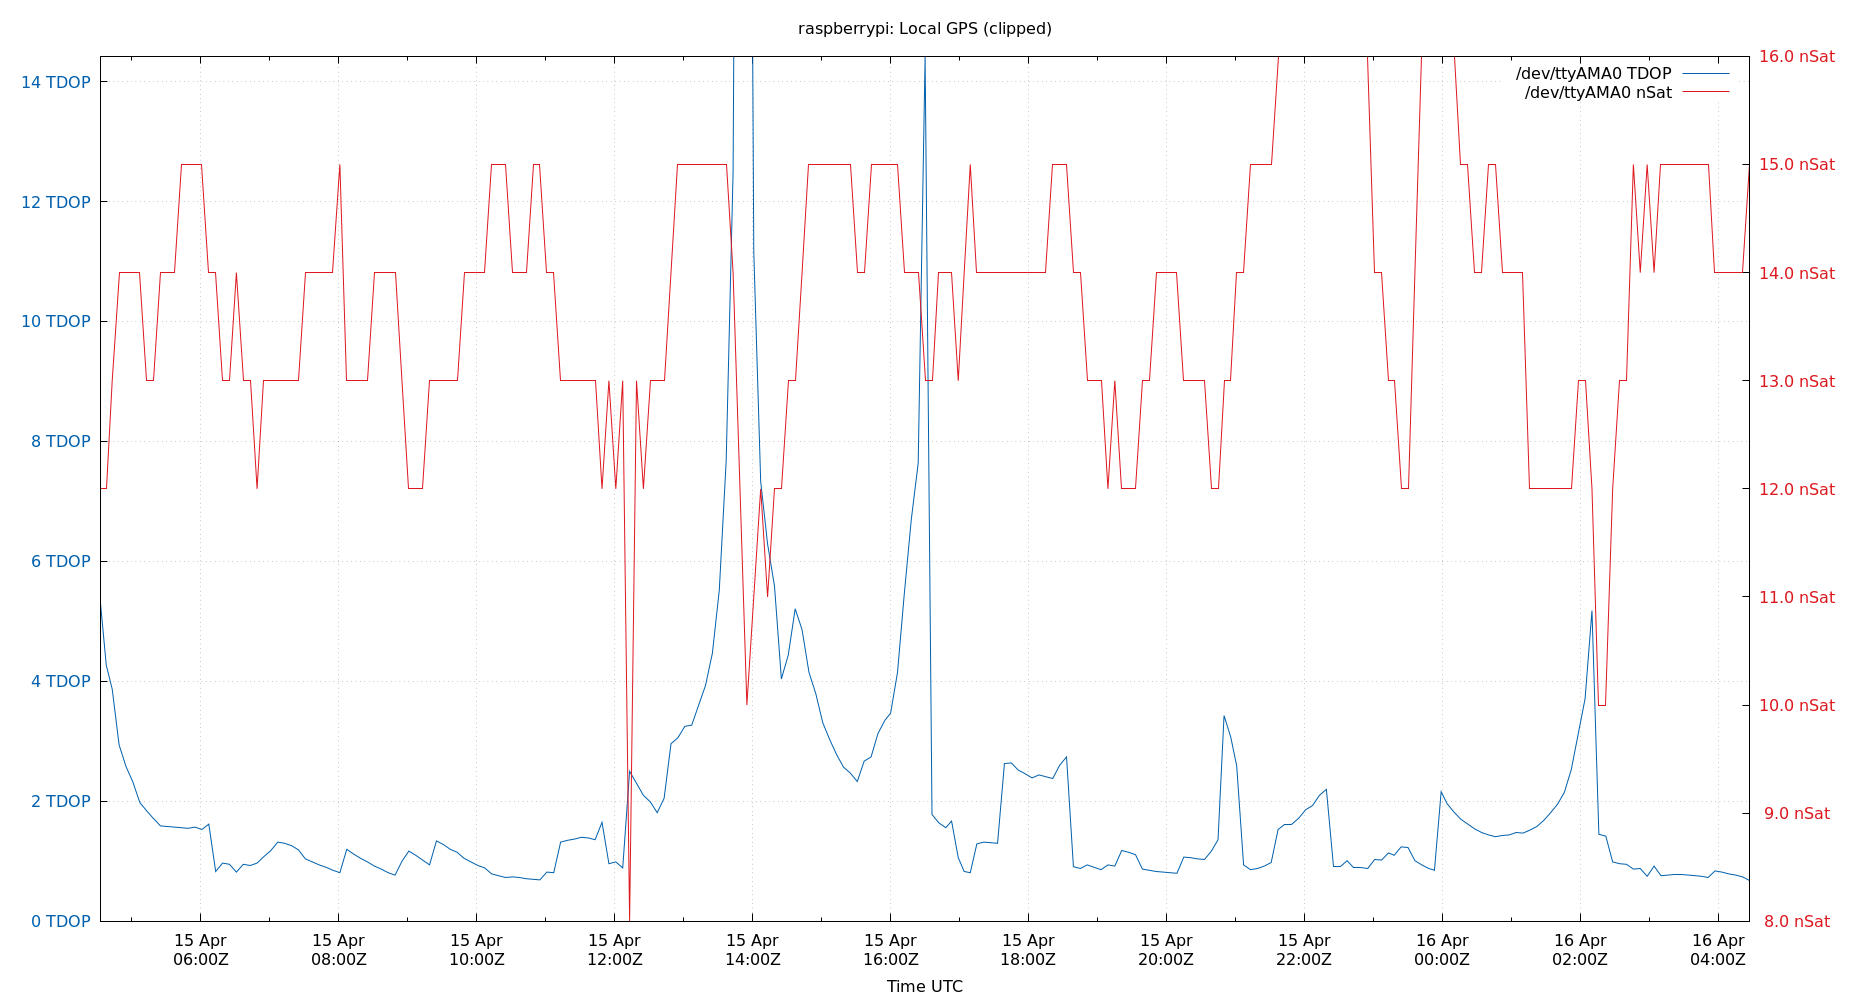 raspberrypi: Local GPS (clipped)
/dev/ttyAMA0 TDOP
/dev/ttyAMA0 nSat
14 TDOP
12 TDOP
10 TDOP
8 TDOP
6 TDOP
4 TDOP
2 TDOP
0 TDOP
16.0 nSat
15.0 nSat
14.0 nSat
13.0 nSat
12.0 nSat
11.0 nSat
10.0 nSat
9.0 nSat
8.0 nSat
15 Apr
06:00Z
15 Apr
08:00Z
15 Apr
10:00Z
15 Apr
12:00Z
15 Apr
14:00Z
15 Apr
16:00Z
15 Apr
18:00Z
15 Apr
20:00Z
15 Apr
22:00Z
16 Apr
00:00Z
16 Apr
02:00Z
16 Apr
04:00Z
Time UTC